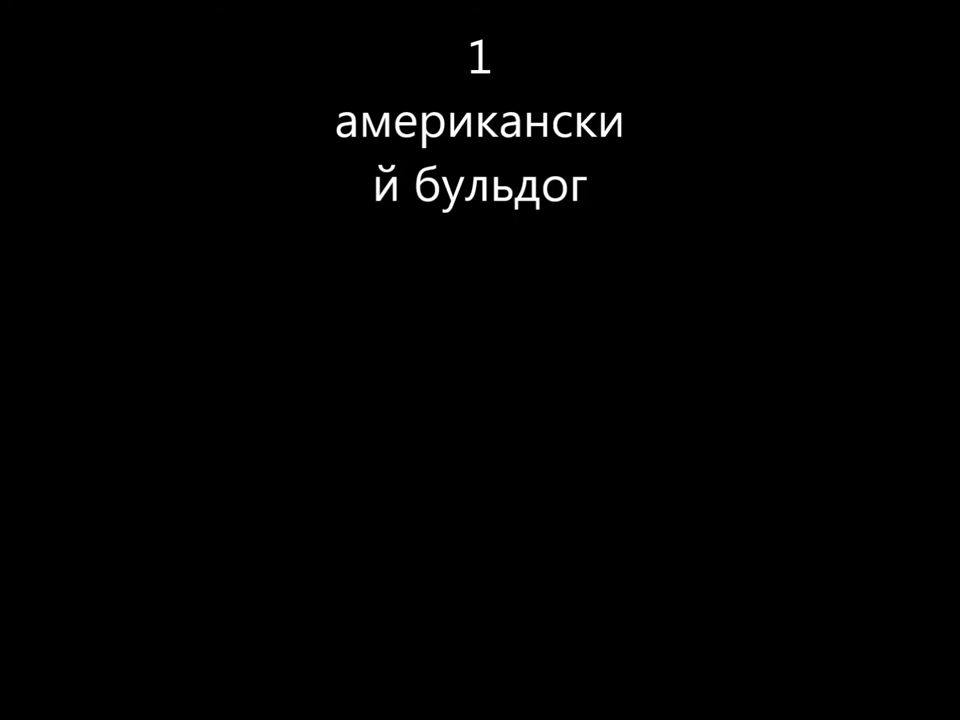 1
американски
й бульдог